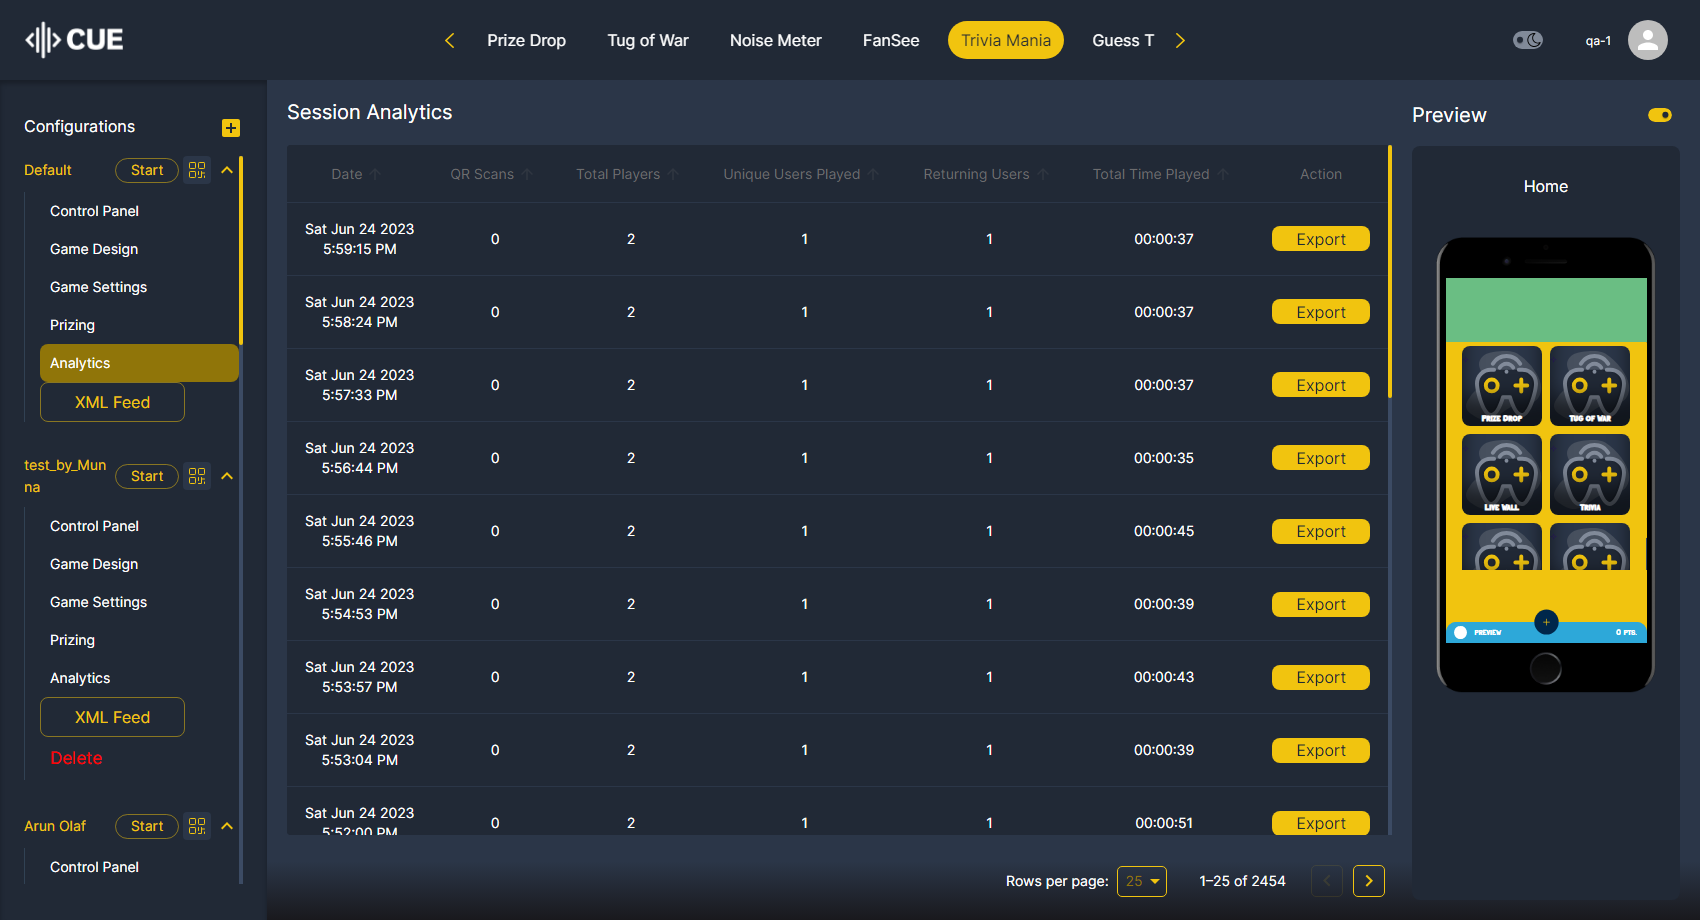 CUE
Prize Drop
Tug of War
Noise Meter
FanSee
Trivia Mania
Guess T
qa-1
Configurations
Default
Start
Control Panel
Game Design
Game Settings
Prizing
Analytics
XML Feed
test_by_Mun
na
Start
Control Panel
Game Design
Game Settings
Prizing
Analytics
XML Feed
Delete
Arun Olaf
Start
Control Panel
Session Analytics
Date QR Scans Total Players Unique Users Played Returning Users Total Time Played Action
Sat Jun 24 2023
5:59:15 PM
0 2 1 1 00:00:37 Export
Sat Jun 24 2023
5:58:24 PM
0 2 1 1 00:00:37 Export
Sat Jun 24 2023
5:57:33 PM
0 2 1 1 00:00:37 Export
Sat Jun 24 2023
5:56:44 PM
0 2 1 1 00:00:35 Export
Sat Jun 24 2023
5:55:46 PM
0 2 1 1 00:00:45 Export
Sat Jun 24 2023
5:54:53 PM
0 2 1 1 00:00:39 Export
Sat Jun 24 2023
5:53:57 PM
0 2 1 1 00:00:43 Export
Sat Jun 24 2023
5:53:04 PM
0 2 1 1 00:00:39 Export
Sat Jun 24 2023
5:52:00 PM
0 2 1 1 00:00:51 Export
Rows per page: 25 1–25 of 2454
Preview
Home
Prize Drop
Tug of War
Live Wall
Trivia
Preview
0 pts.